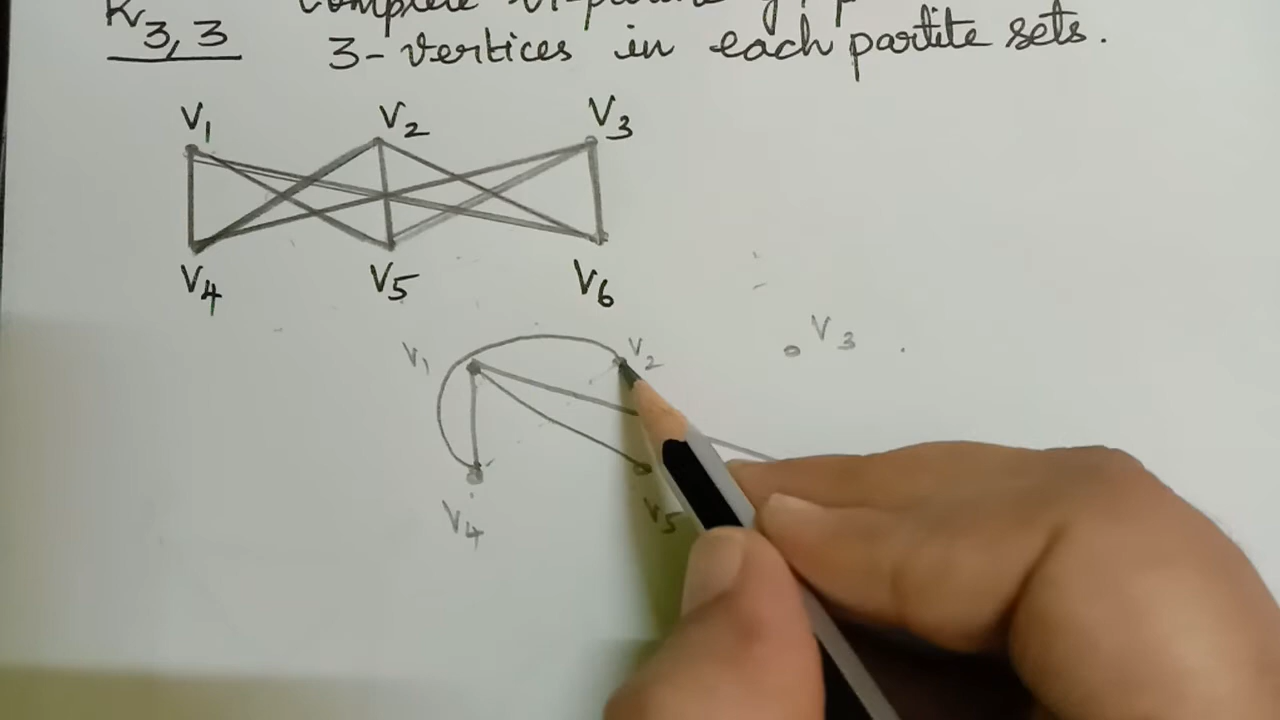 K3,3 complete
3-vertices in each partite sets.
V1 V2 V3
V4 V5 V6
V1 V2 V3
V4 V5